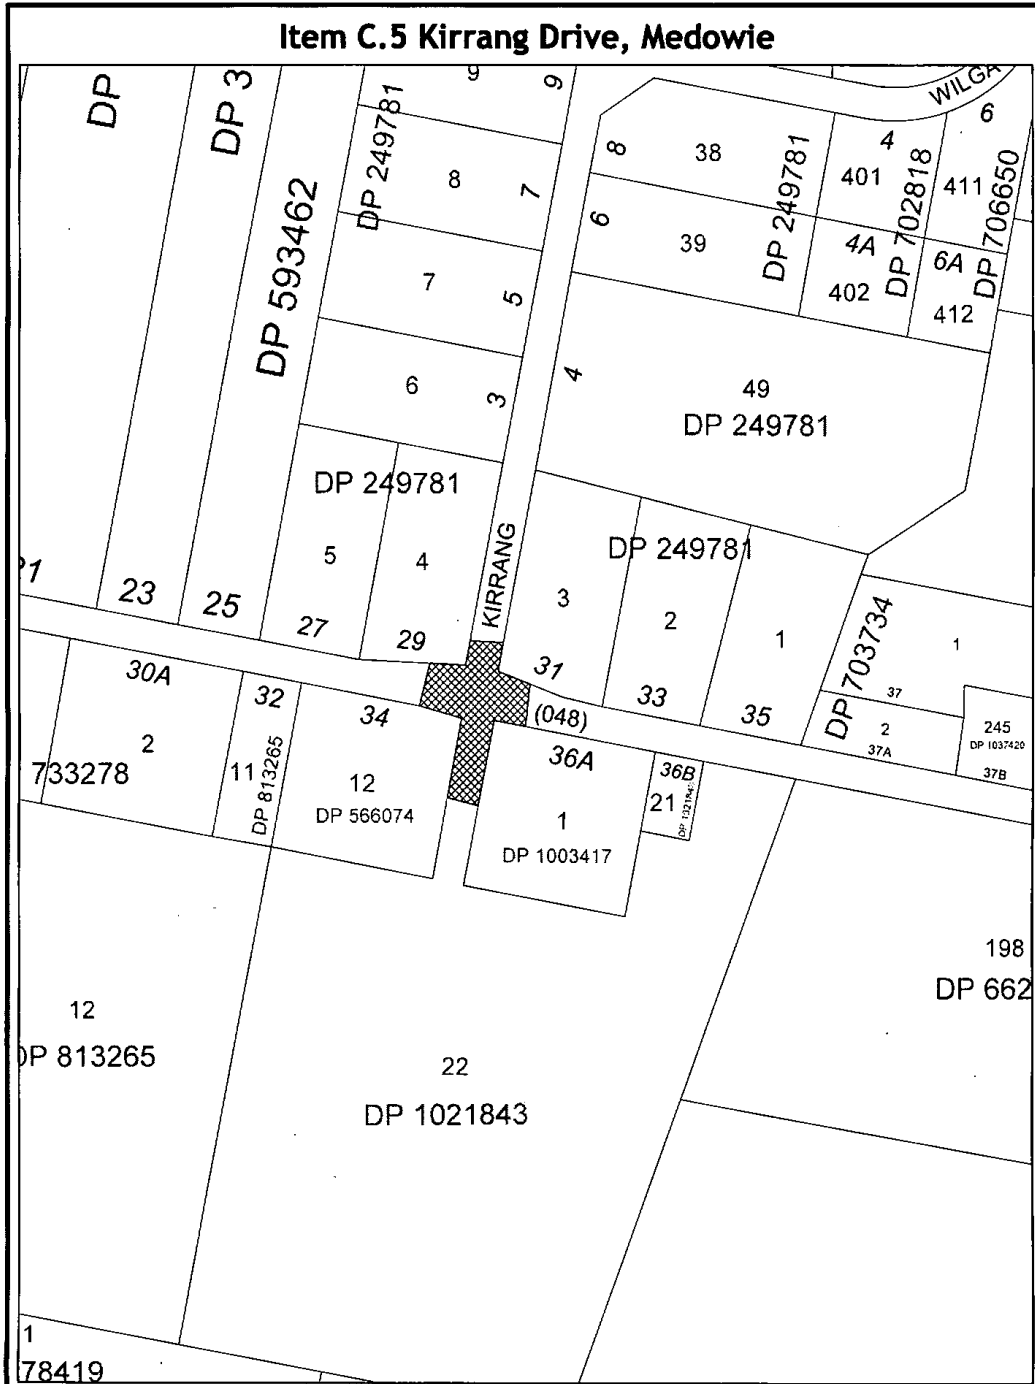 Item C.5 Kirrang Drive, Medowie
DP
DP 3
DP 593462
DP 249781
9
9
8
7
7
5
6
3
8
38
6
39
4
DP 249781
WILGA
4
401
4A
402
DP 702818
6
411
6A
412
DP 706650
49
DP 249781
DP 249781
5
4
KIRRANG
DP 249781
3
2
1
23
25
27
29
31
33
35
(048)
DP 703734
1
37
2
37A
245
DP 1037420
37B
30A
2
733278
32
11
DP 813265
34
12
DP 566074
36A
1
DP 1003417
36B
21
198
DP 662
12
DP 813265
22
DP 1021843
1
78419